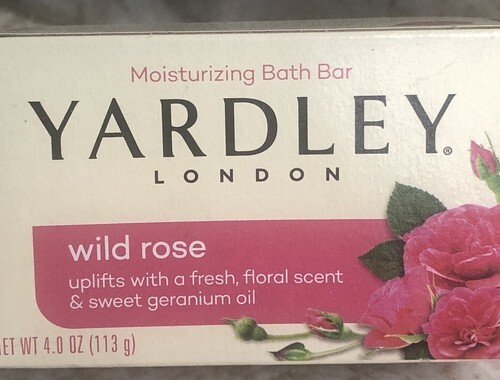 Moisturizing Bath Bar
YARDLEY®
LONDON
wild rose
uplifts with a fresh, floral scent
& sweet geranium oil
ET WT 4.0 OZ (113 g)